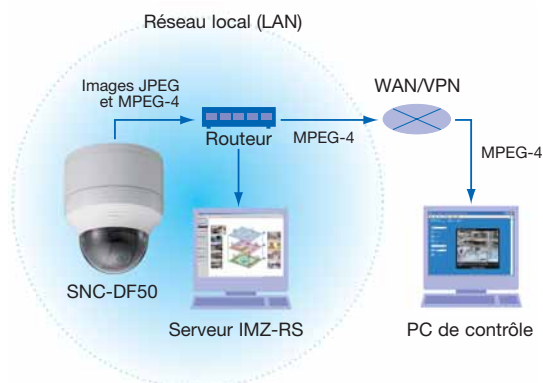 Réseau local (LAN)
Images JPEG
et MPEG-4
WAN/VPN
Routeur
MPEG-4
MPEG-4
SNC-DF50
Serveur IMZ-RS
PC de contrôle